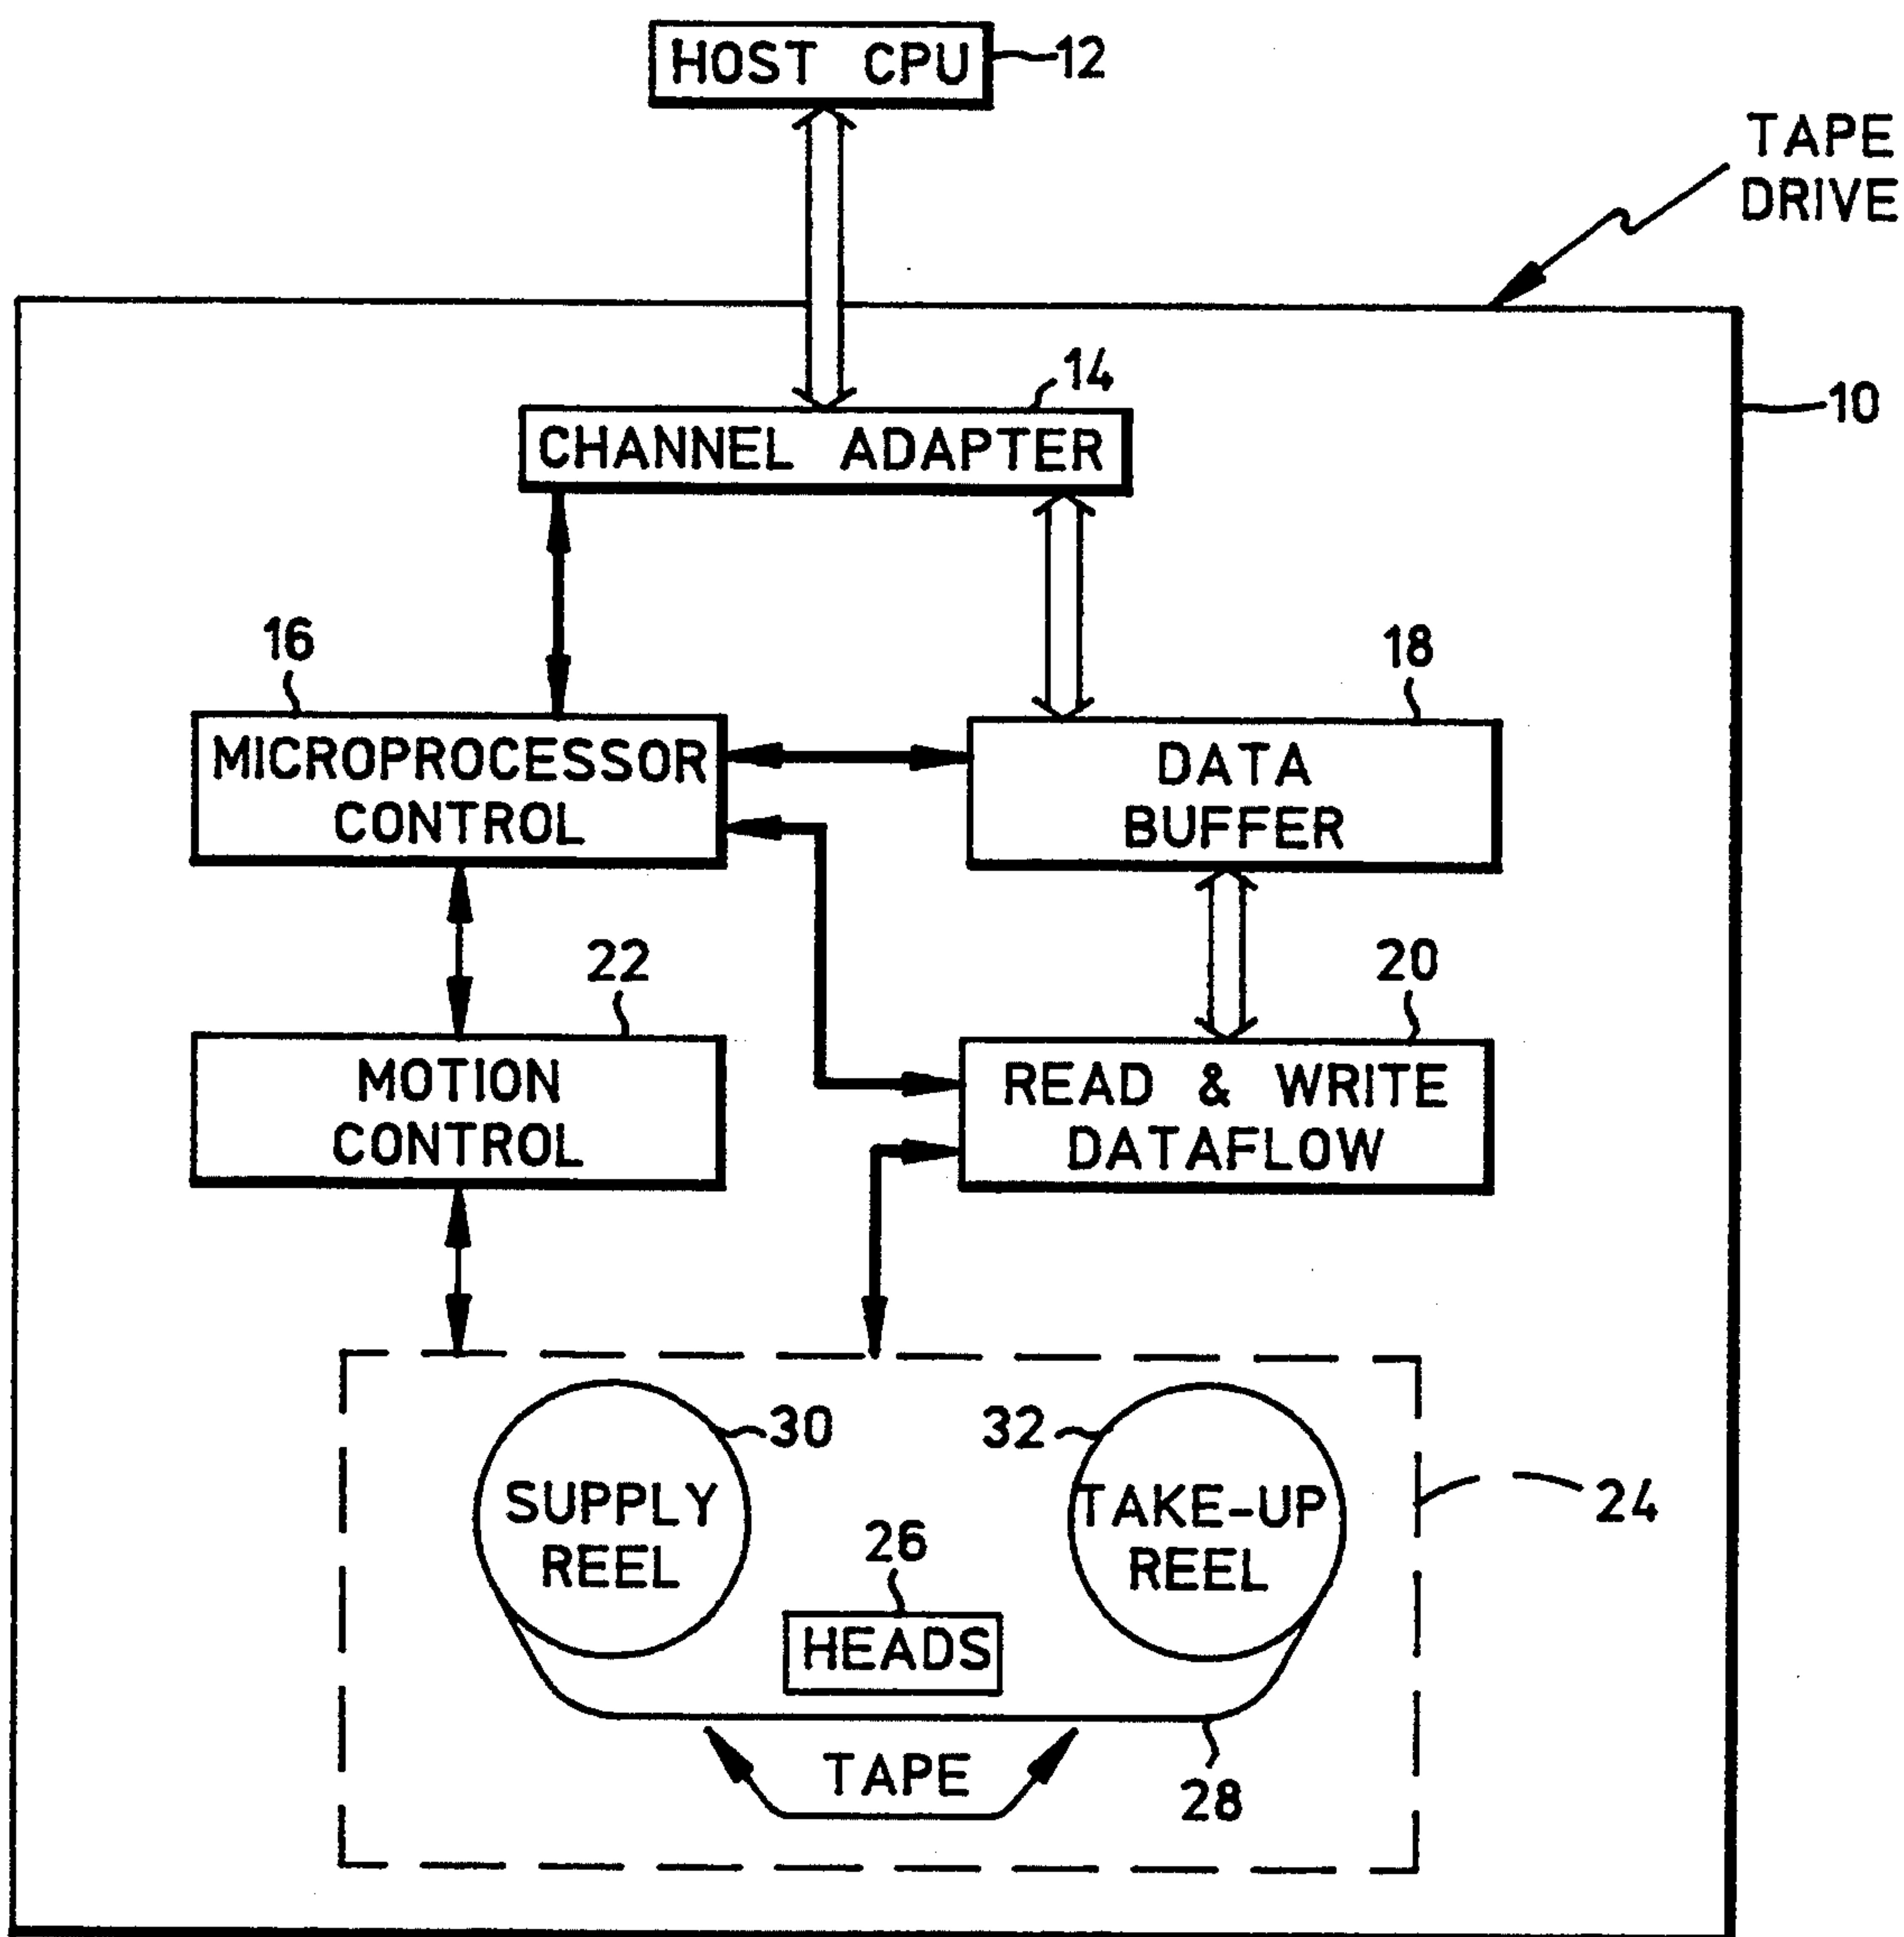 HOST CPU
12
TAPE
DRIVE
14
10
CHANNEL ADAPTER
16
18
MICROPROCESSOR
CONTROL
DATA
BUFFER
22
20
MOTION
CONTROL
READ & WRITE
DATAFLOW
30
32
SUPPLY
REEL
TAKE-UP
REEL
24
26
HEADS
TAPE
28